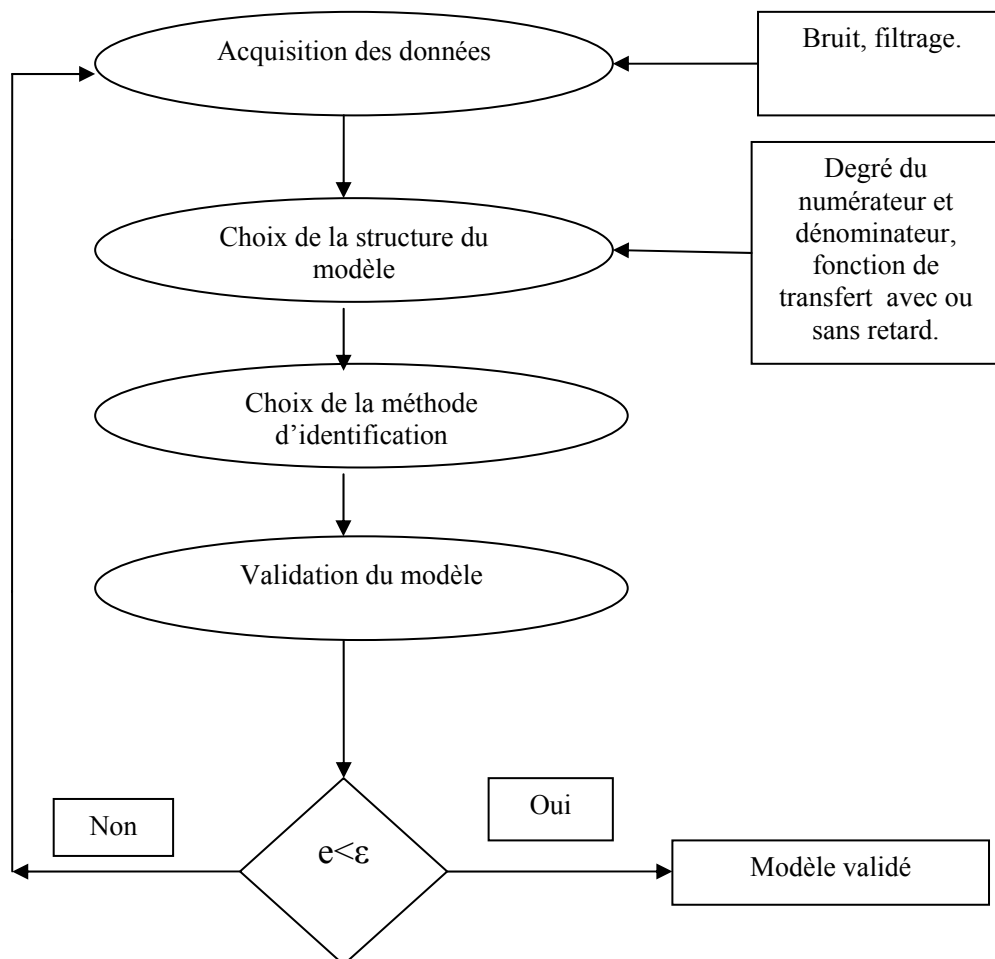 Acquisition des données
Bruit, filtrage.
Degré du
numérateur et
dénominateur,
fonction de
transfert avec ou
sans retard.
Choix de la structure du
modèle
Choix de la méthode
d’identification
Validation du modèle
Non
Oui
e<ε
Modèle validé